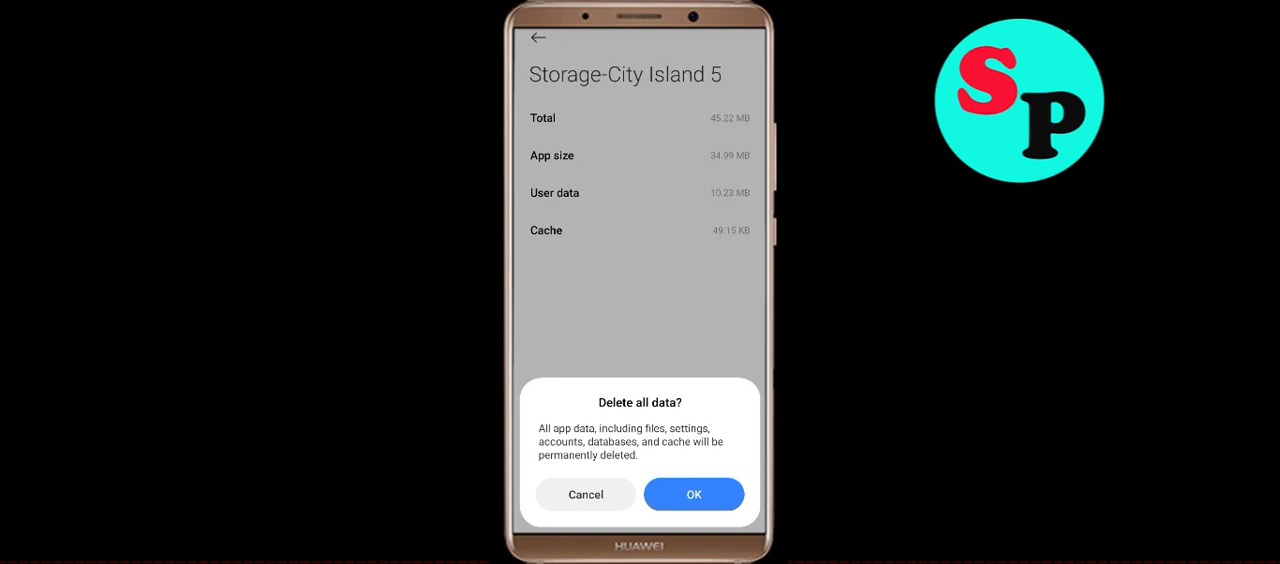 Storage-City Island 5
Total 45.22 MB
App size 34.99 MB
User data 10.23 MB
Cache 49.15 KB
Delete all data?
All app data, including files, settings,
accounts, databases, and cache will be
permanently deleted.
Cancel OK
HUAWEI
SP